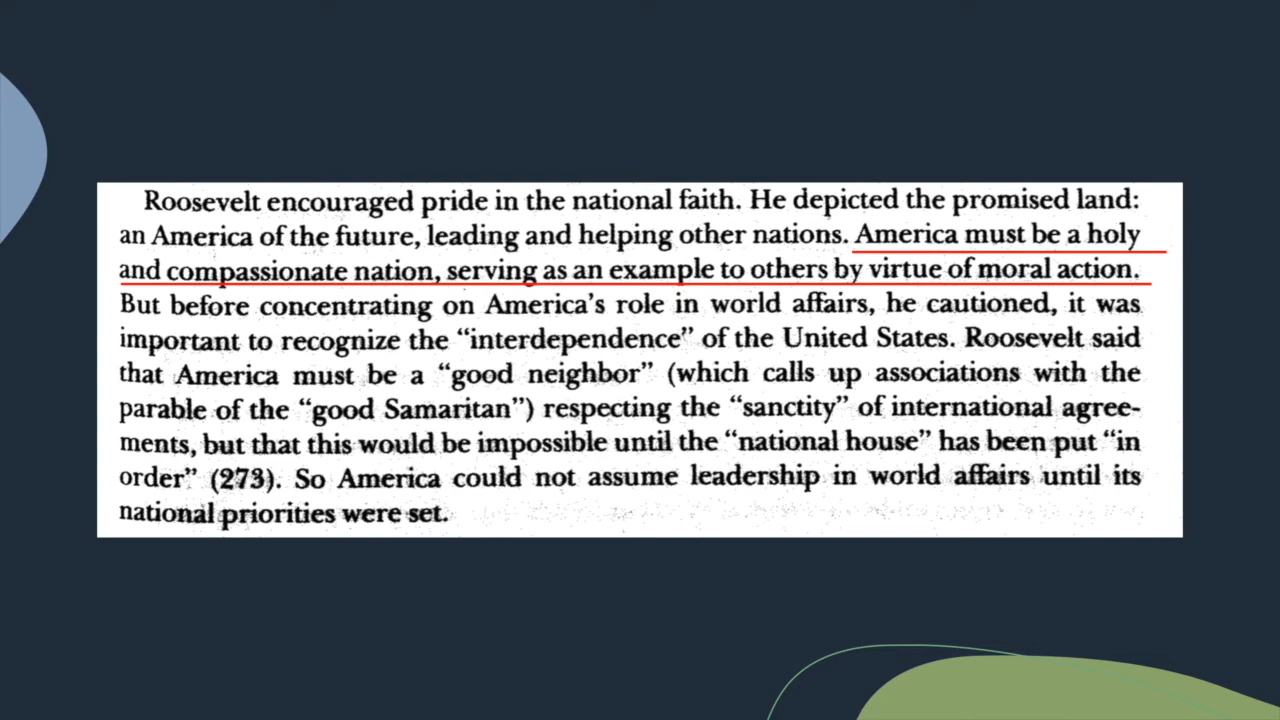 Roosevelt encouraged pride in the national faith. He depicted the promised land:
an America of the future, leading and helping other nations. America must be a holy
and compassionate nation, serving as an example to others by virtue of moral action.
But before concentrating on America's role in world affairs, he cautioned, it was
important to recognize the “interdependence” of the United States. Roosevelt said
that America must be a “good neighbor” (which calls up associations with the
parable of the “good Samaritan”) respecting the “sanctity” of international agree-
ments, but that this would be impossible until the “national house” has been put “in
order” (273). So America could not assume leadership in world affairs until its
national priorities were set.